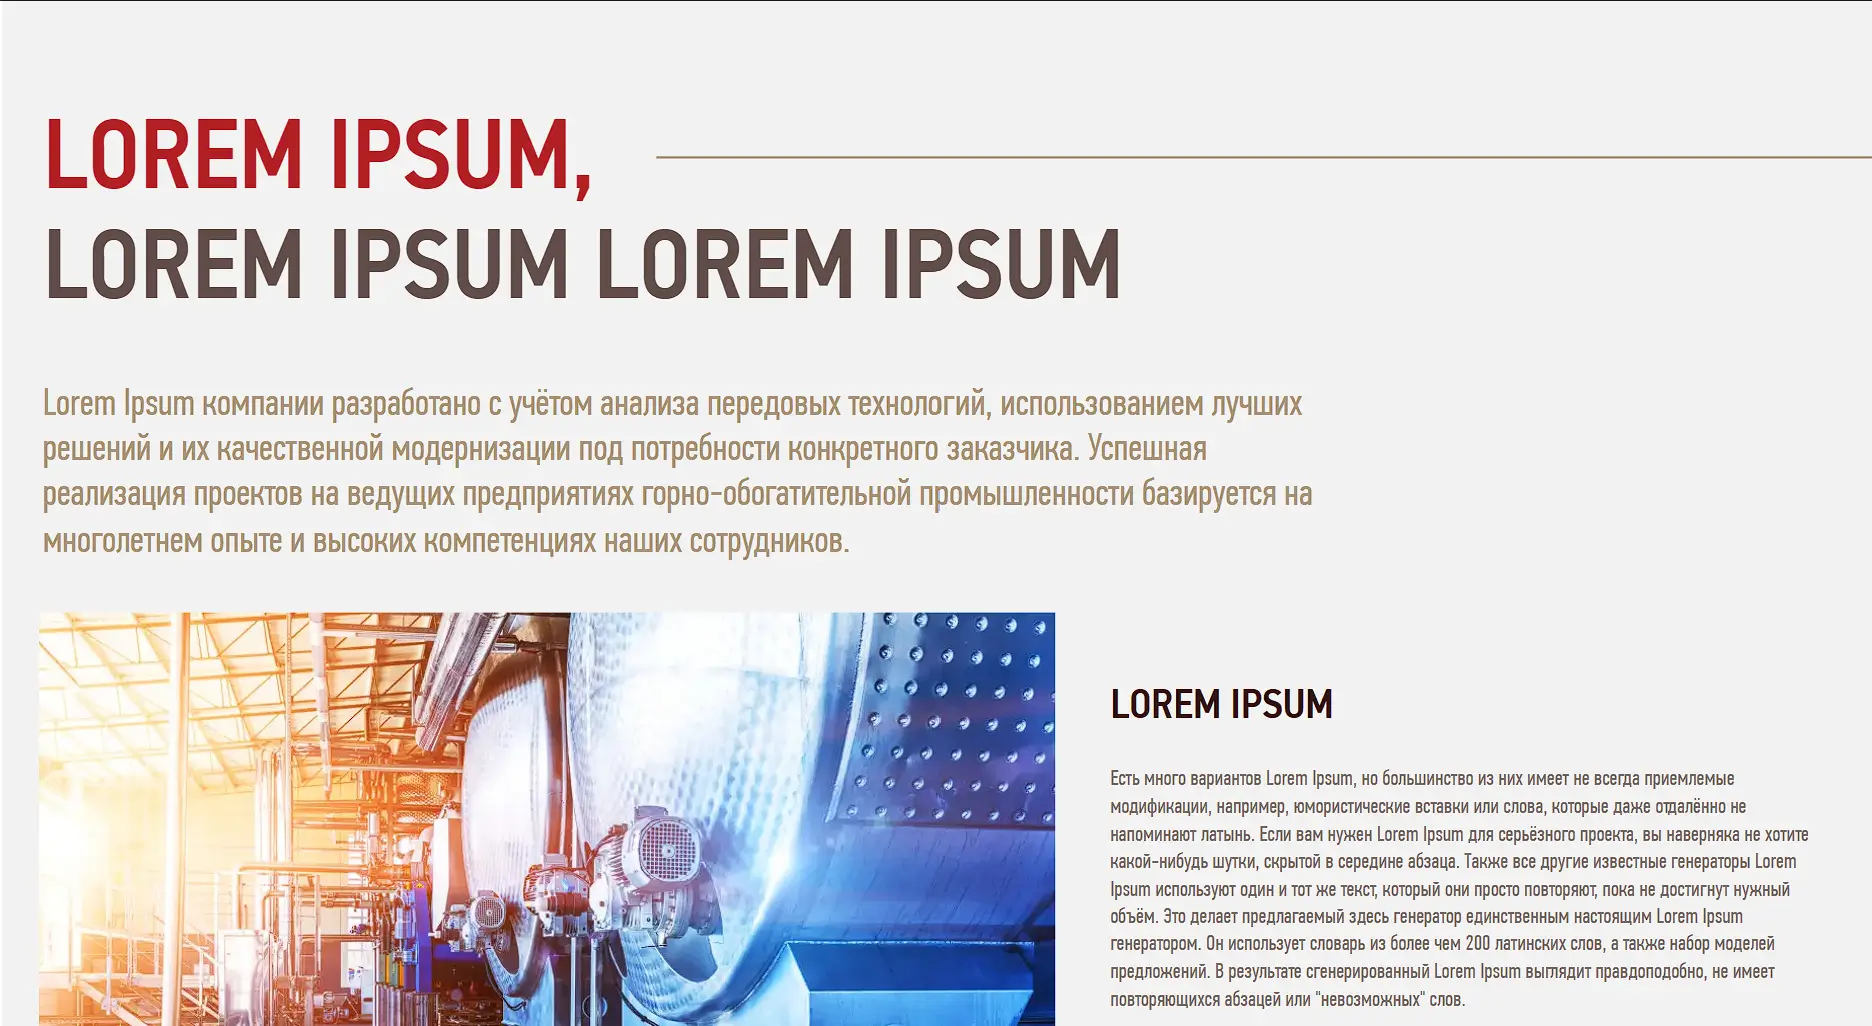 LOREM IPSUM,
LOREM IPSUM LOREM IPSUM
Lorem Ipsum компании разработано с учётом анализа передовых технологий, использованием лучших
решений и их качественной модернизации под потребности конкретного заказчика. Успешная
реализация проектов на ведущих предприятиях горно-обогатительной промышленности базируется на
многолетнем опыте и высоких компетенциях наших сотрудников.
LOREM IPSUM
Есть много вариантов Lorem Ipsum, но большинство из них имеет не всегда приемлемые
модификации, например, юмористические вставки или слова, которые даже отдалённо не
напоминают латынь. Если вам нужен Lorem Ipsum для серьёзного проекта, вы наверняка не хотите
какой-нибудь шутки, скрытой в середине абзаца. Также все другие известные генераторы Lorem
Ipsum используют один и тот же текст, который они просто повторяют, пока не достигнут нужный
объём. Это делает предлагаемый здесь генератор единственным настоящим Lorem Ipsum
генератором. Он использует словарь из более чем 200 латинских слов, а также набор моделей
предложений. В результате сгенерированный Lorem Ipsum выглядит правдоподобно, не имеет
повторяющихся абзацей или "невозможных" слов.